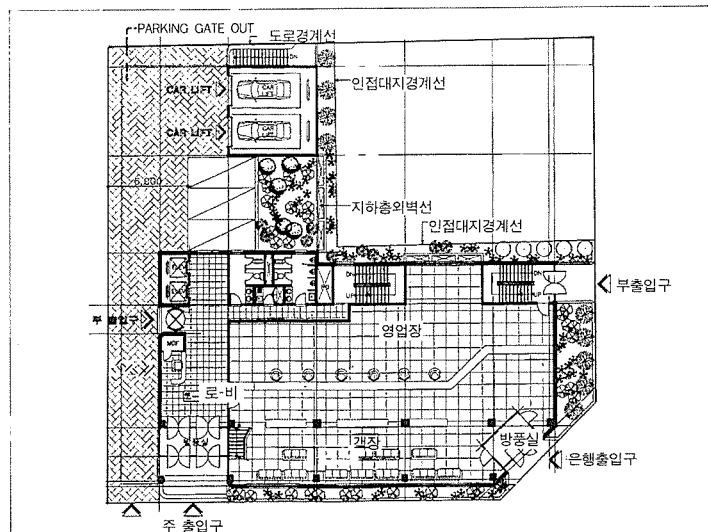 PARKING GATE OUT
도로경계선
인접대지경계선
CAR LIFT
CAR LIFT
6,000
지하층외벽선
인접대지경계선
부출입구
부 출입구
영업장
로-비
객장
방풍실
은행출입구
주 출입구